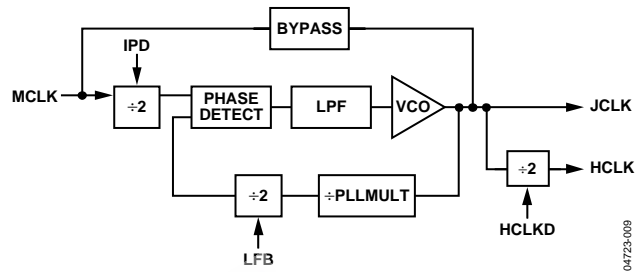 BYPASS
IPD
MCLK
÷2
PHASE
DETECT
LPF
VCO
JCLK
÷2
÷PLLMULT
÷2
HCLK
LFB
HCLKD
04723-009